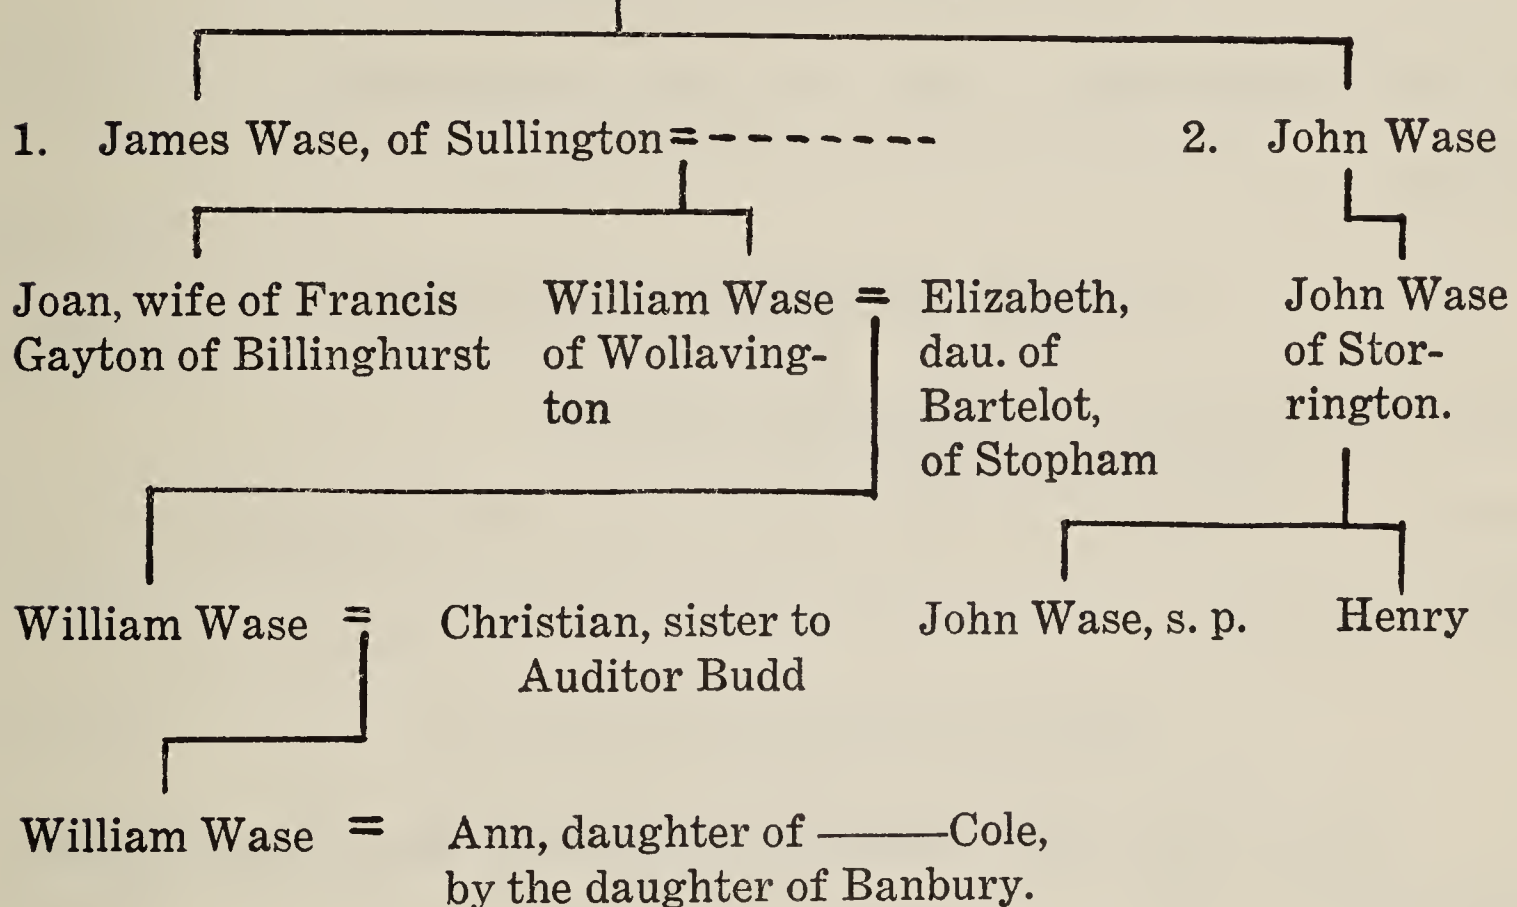 1. James Wase, of Sullington=-------
2. John Wase
Joan, wife of Francis
Gayton of Billinghurst
William Wase =
of Wollaving-
ton
Elizabeth,
dau. of
Bartelot,
of Stopham
John Wase
of Stor-
rington.
William Wase =
Christian, sister to
Auditor Budd
John Wase, s. p.
Henry
William Wase =
Ann, daughter of ——Cole,
by the daughter of Banbury.